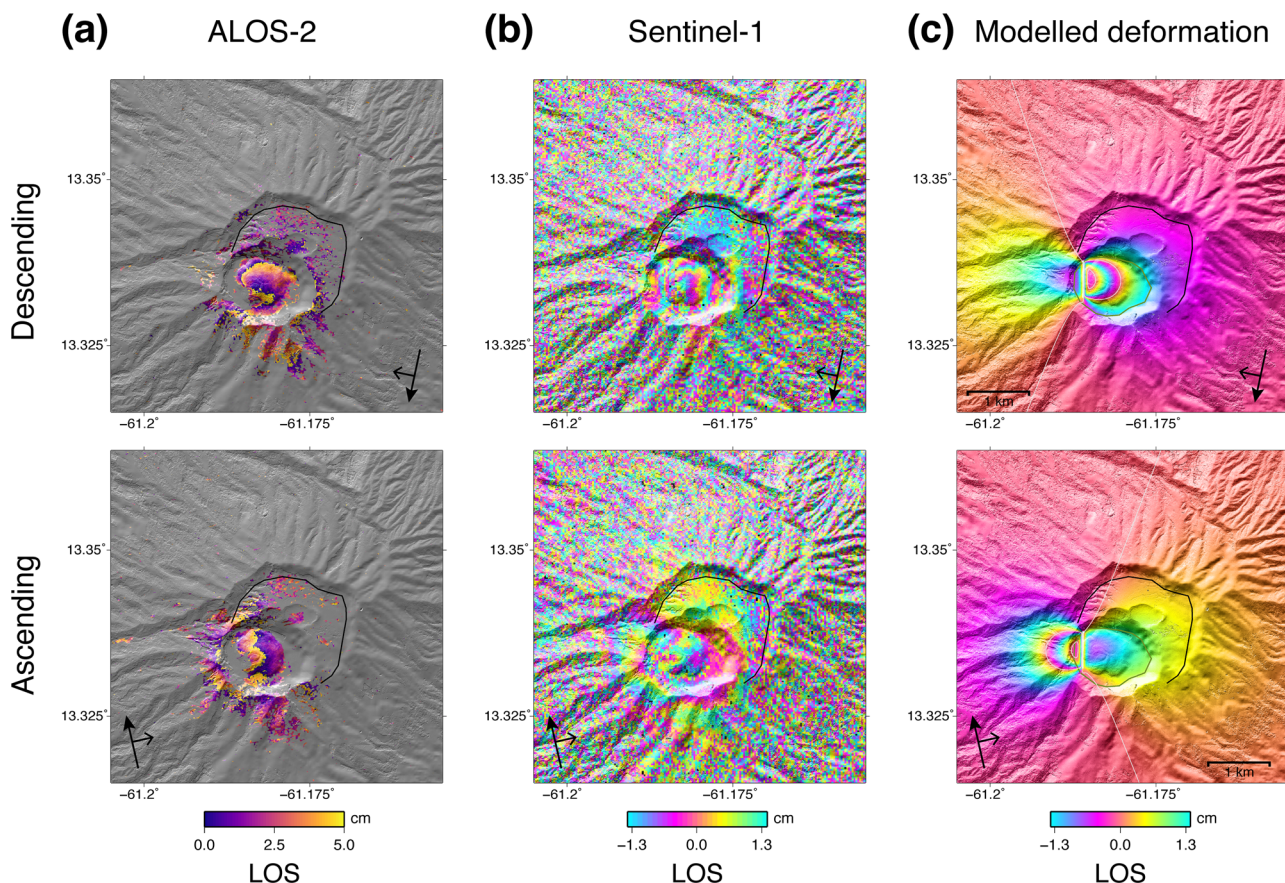 (a) ALOS-2
(b) Sentinel-1
(c) Modelled deformation
Descending
13.35°
13.325°
−61.2° −61.175°
−61.2° −61.175°
1 km
−61.2° −61.175°
Ascending
13.35°
13.325°
−61.2° −61.175°
13.35°
13.325°
−61.2° −61.175°
13.35°
13.325°
1 km
−61.2° −61.175°
13.35°
13.325°
13.35°
13.325°
0.0 2.5 5.0 cm
LOS
−1.3 0.0 1.3 cm
LOS
−1.3 0.0 1.3 cm
LOS